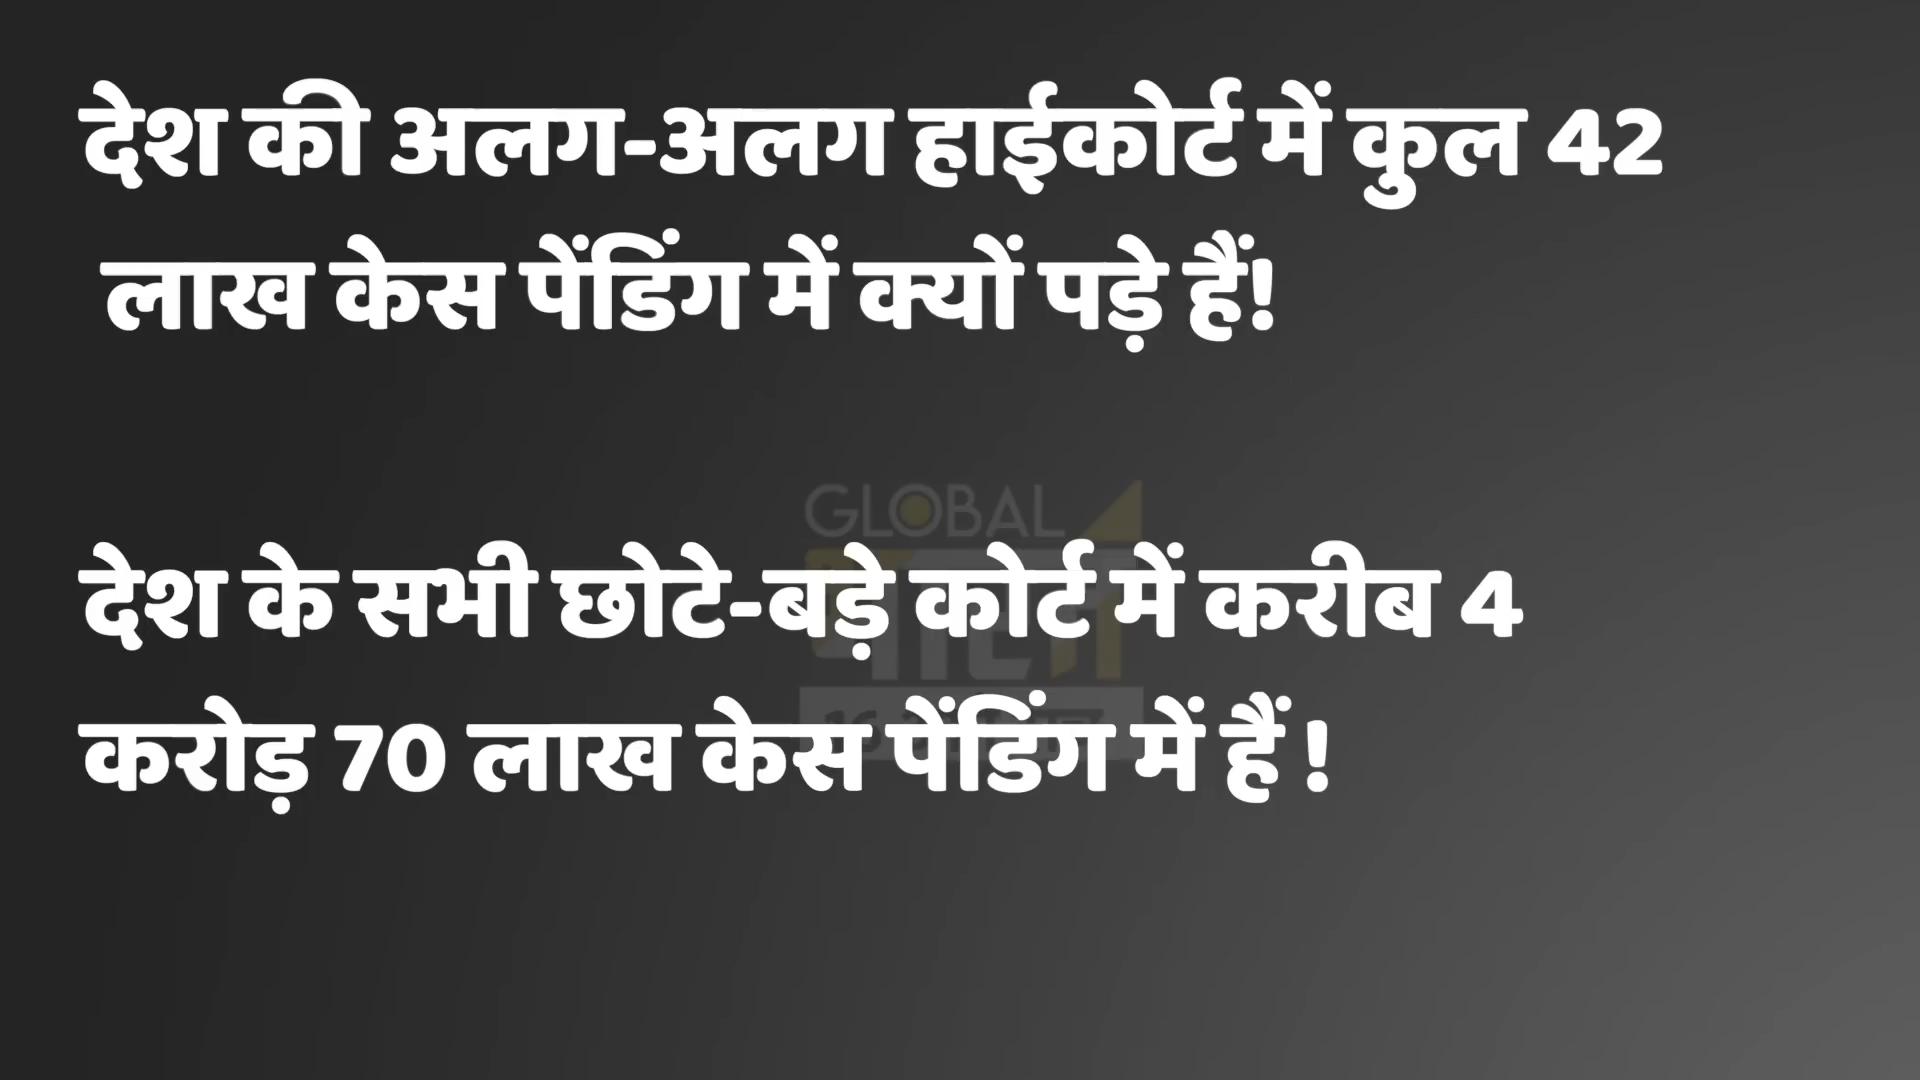 देश की अलग-अलग हाईकोर्ट में कुल 42
लाख केस पेंडिंग में क्यों पड़े हैं!
GLOBAL
देश के सभी छोटे-बड़े कोर्ट में करीब 4
करोड़ 70 लाख केस पेंडिंग में हैं !